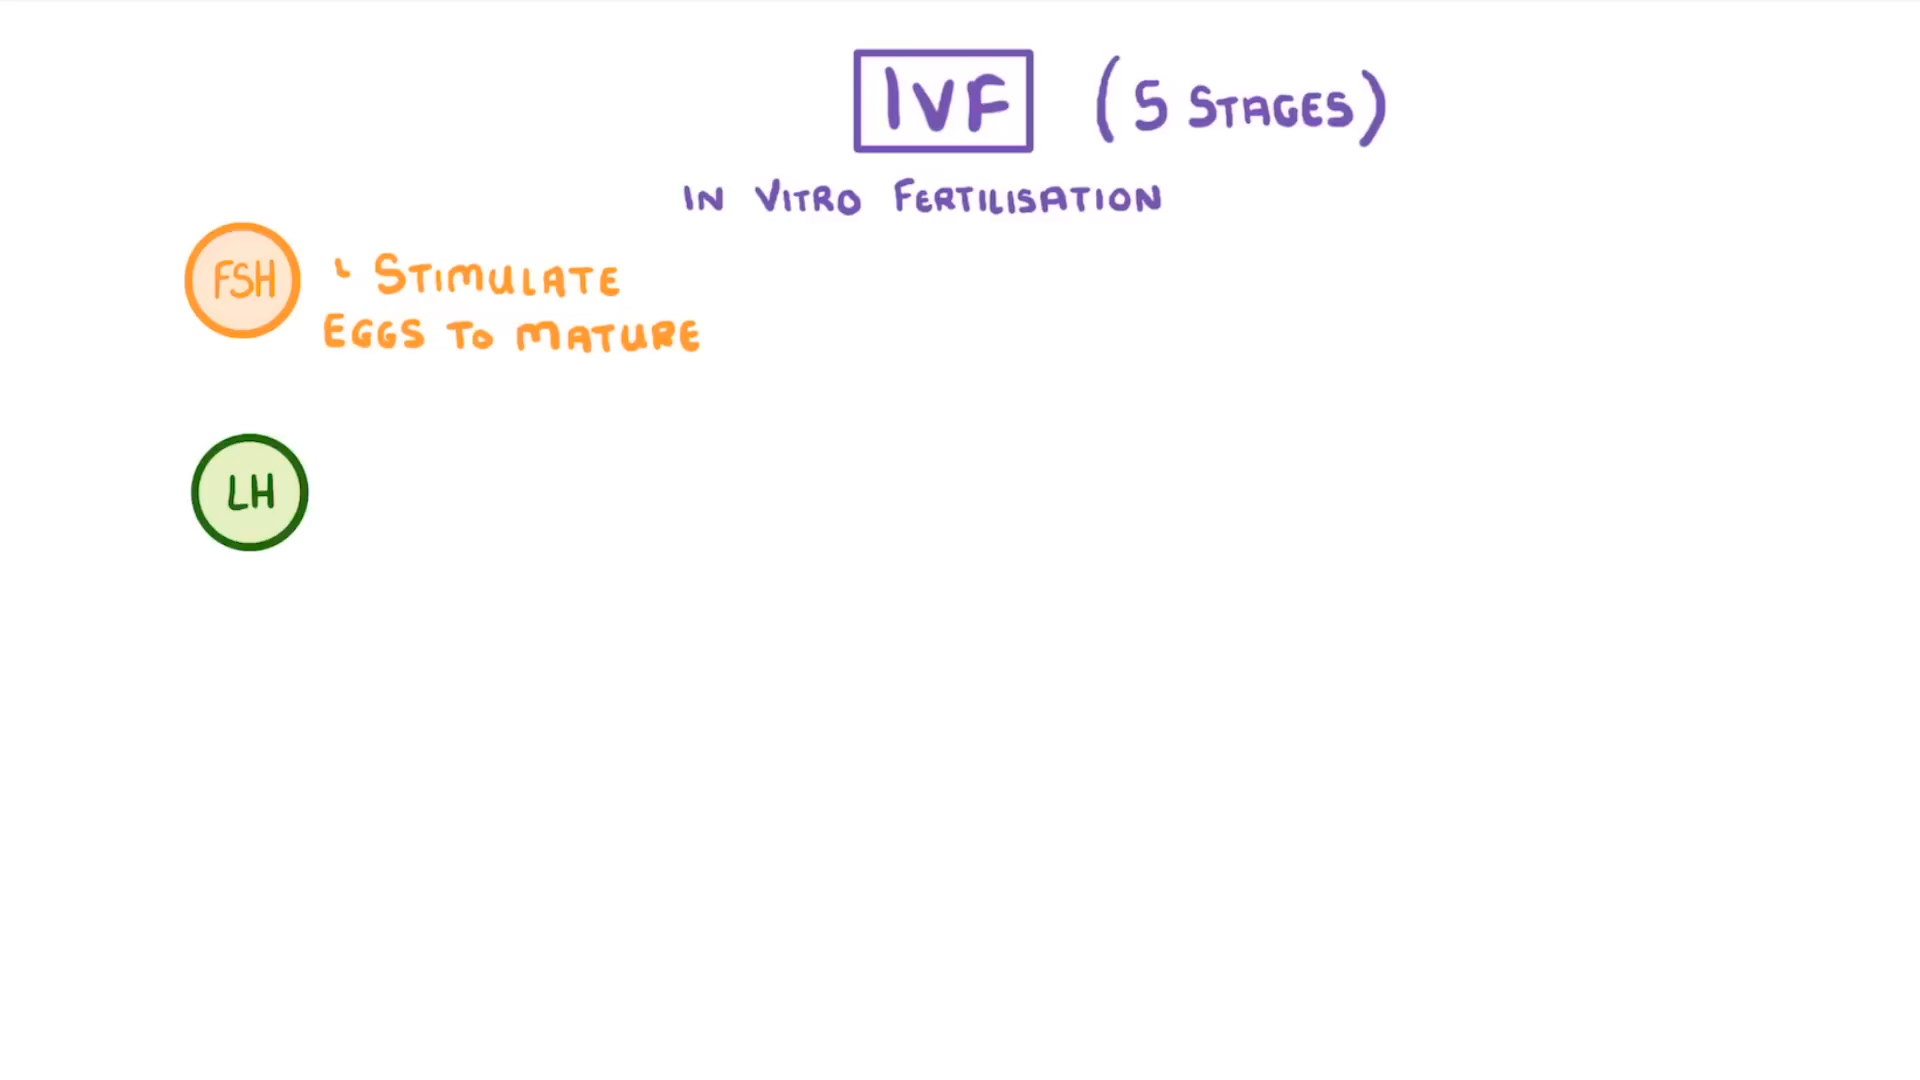 IVF (5 STAGES)
IN VITRO FERTILISATION
FSH
STIMULATE
EGGS TO MATURE
LH